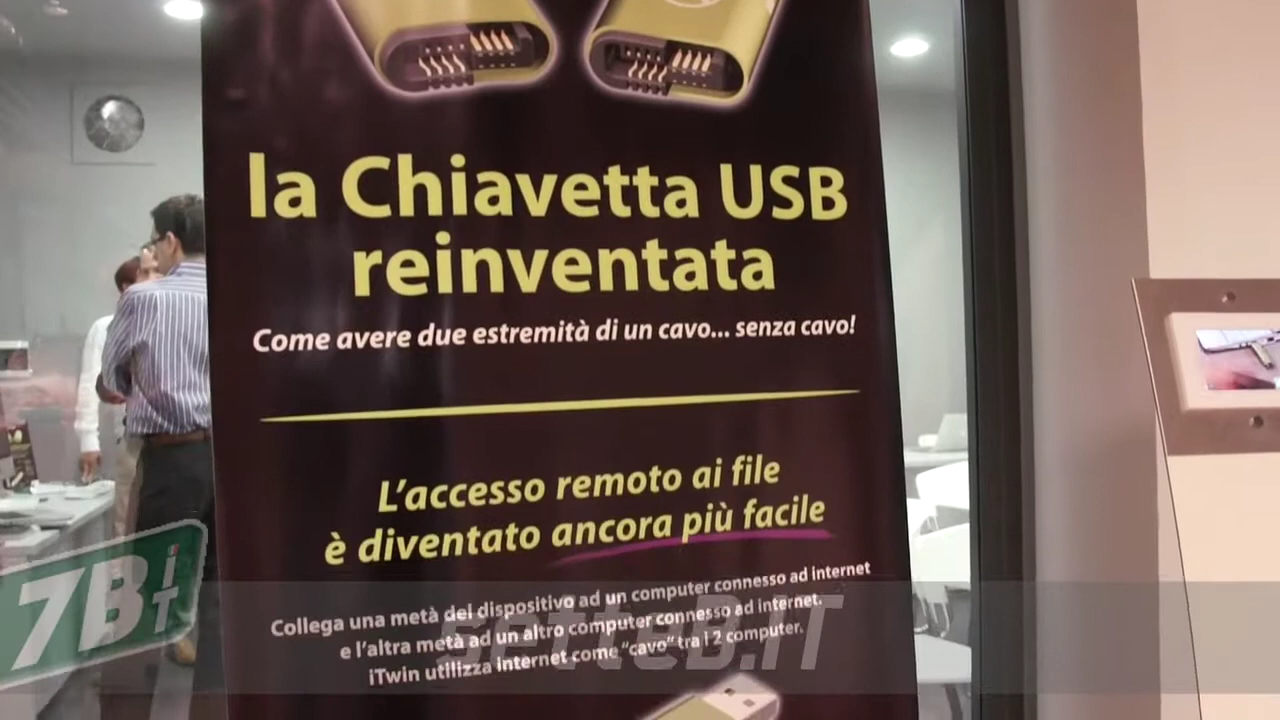 la Chiavetta USB
reinventata
Come avere due estremità di un cavo... senza cavo!
L'accesso remoto ai file
è diventato ancora più facile
Collega una metà del dispositivo ad un computer connesso ad internet
e l'altra metà ad un altro computer connesso ad internet.
iTwin utilizza internet come "cavo" tra i 2 computer.
7B IT
setteB.IT